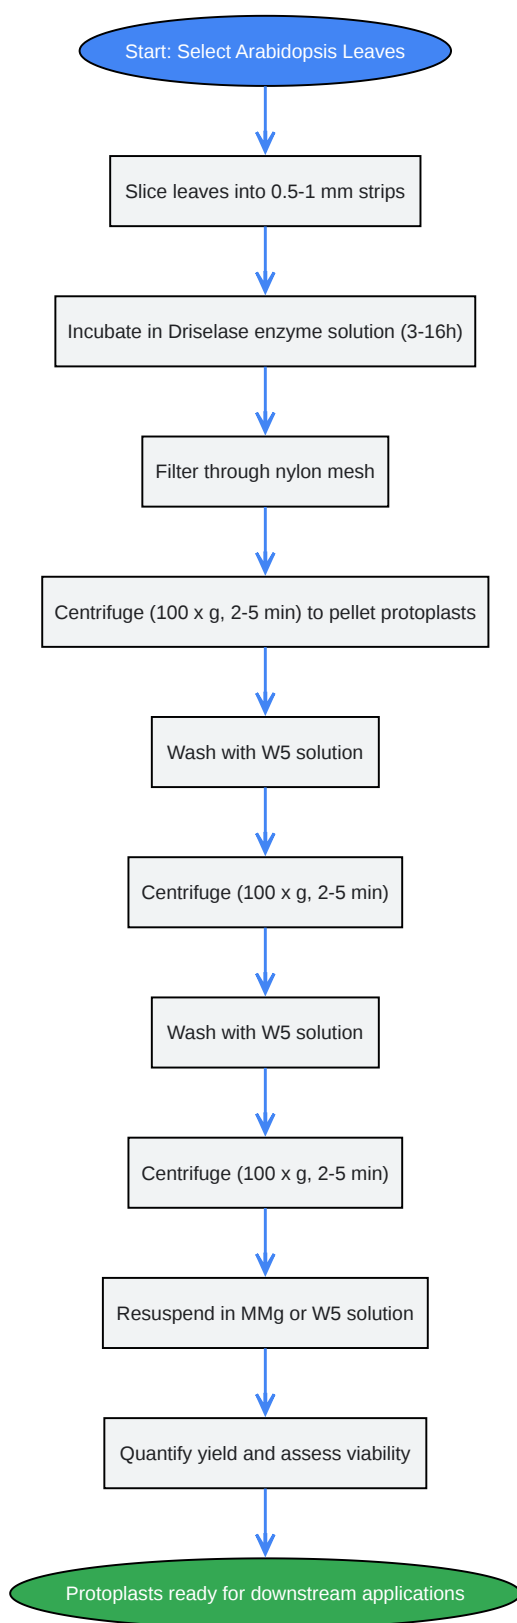 Start: Select Arabidopsis Leaves
Slice leaves into 0.5-1 mm strips
Incubate in Driselase enzyme solution (3-16h)
Filter through nylon mesh
Centrifuge (100 x g, 2-5 min) to pellet protoplasts
Wash with W5 solution
Centrifuge (100 x g, 2-5 min)
Wash with W5 solution
Centrifuge (100 x g, 2-5 min)
Resuspend in MMg or W5 solution
Quantify yield and assess viability
Protoplasts ready for downstream applications